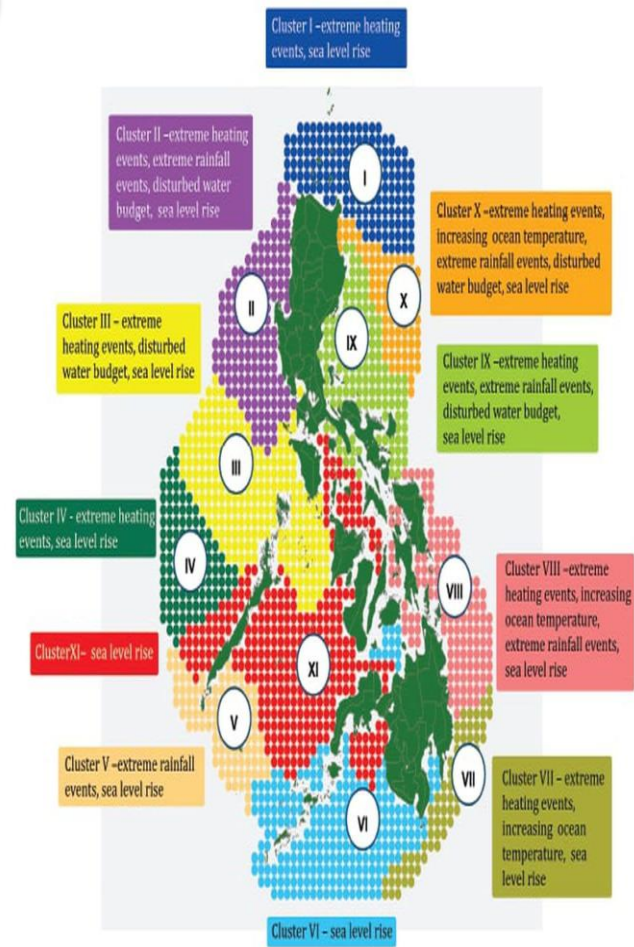 Cluster I –extreme heating
events, sea level rise
Cluster II –extreme heating
events, extreme rainfall
events, disturbed water
budget, sea level rise
I
Cluster X –extreme heating events,
increasing ocean temperature,
extreme rainfall events, disturbed
water budget, sea level rise
II
X
Cluster III – extreme
heating events, disturbed
water budget, sea level rise
IX
Cluster IX –extreme heating
events, extreme rainfall events,
disturbed water budget,
sea level rise
III
Cluster IV - extreme heating
events, sea level rise
IV
Cluster VIII –extreme
heating events, increasing
ocean temperature,
extreme rainfall events,
sea level rise
VIII
ClusterXI– sea level rise
XI
V
Cluster V –extreme rainfall
events, sea level rise
VII
Cluster VII – extreme
heating events,
increasing ocean
temperature, sea
level rise
VI
Cluster VI – sea level rise